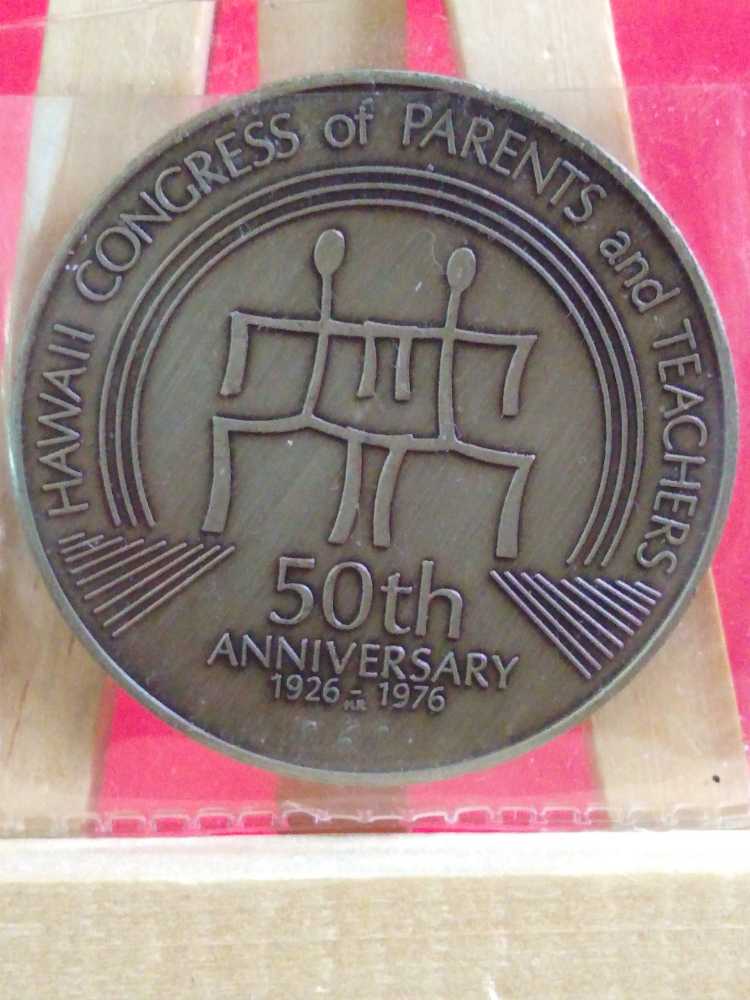 HAWAII CONGRESS of PARENTS and TEACHERS
50th
ANNIVERSARY
1926 - 1976